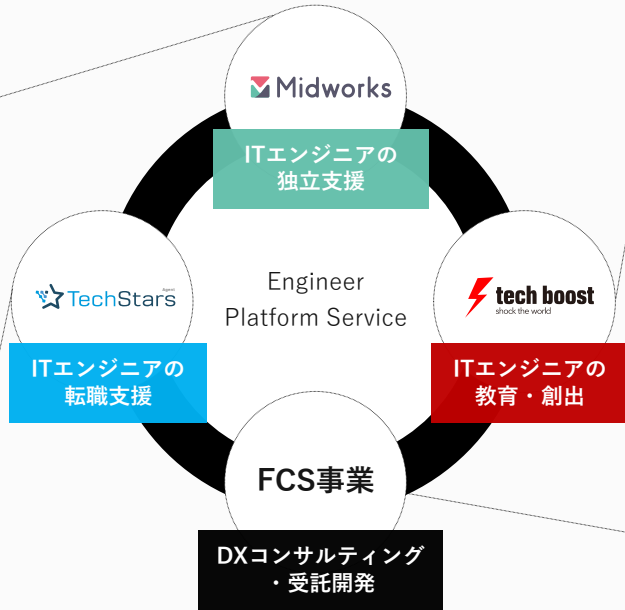 Midworks
ITエンジニアの
独立支援
Engineer
Platform Service
Agent
TechStars
ITエンジニアの
転職支援
tech boost
shock the world
ITエンジニアの
教育・創出
FCS事業
DXコンサルティング
・受託開発